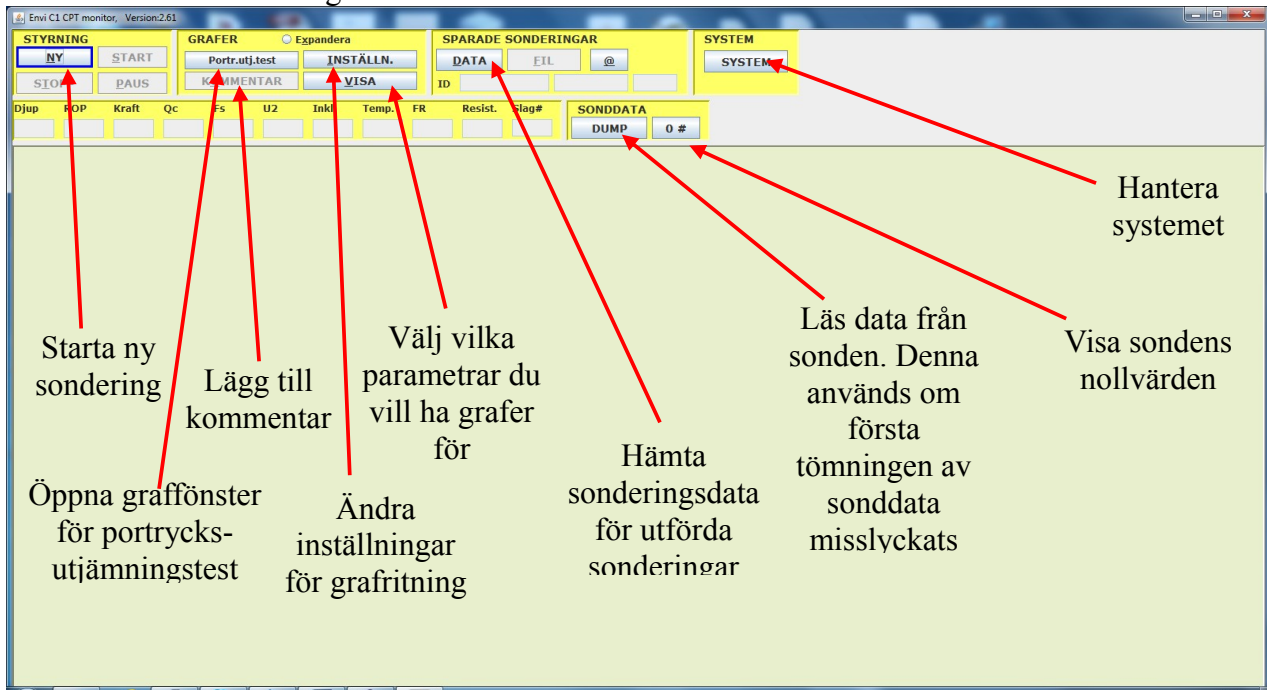 Envi C1 CPT monitor, Version:2.61
STYRNING
NY START
STOP PAUS
GRAFER Expandera
Portr.utj.test INSTÄLLN.
KOMMENTAR VISA
SPARADE SONDERINGAR
DATA FIL @
ID
SYSTEM
SYSTEM
Djup ROP Kraft Qc Fs U2 Inkl Temp. FR Resist. Slag#
SONDDATA
DUMP 0 #
Starta ny
sondering
Öppna graffönster
för portrycks-
utjämningstest
Lägg till
kommentar
Ändra
inställningar
för grafritning
Välj vilka
parametrar du
vill ha grafer
för
Hämta
sonderingsdata
för utförda
sonderingar
Läs data från
sonden. Denna
används om
första
tömningen av
sonddata
misslyckats
Visa sondens
nollvärden
Hantera
systemet